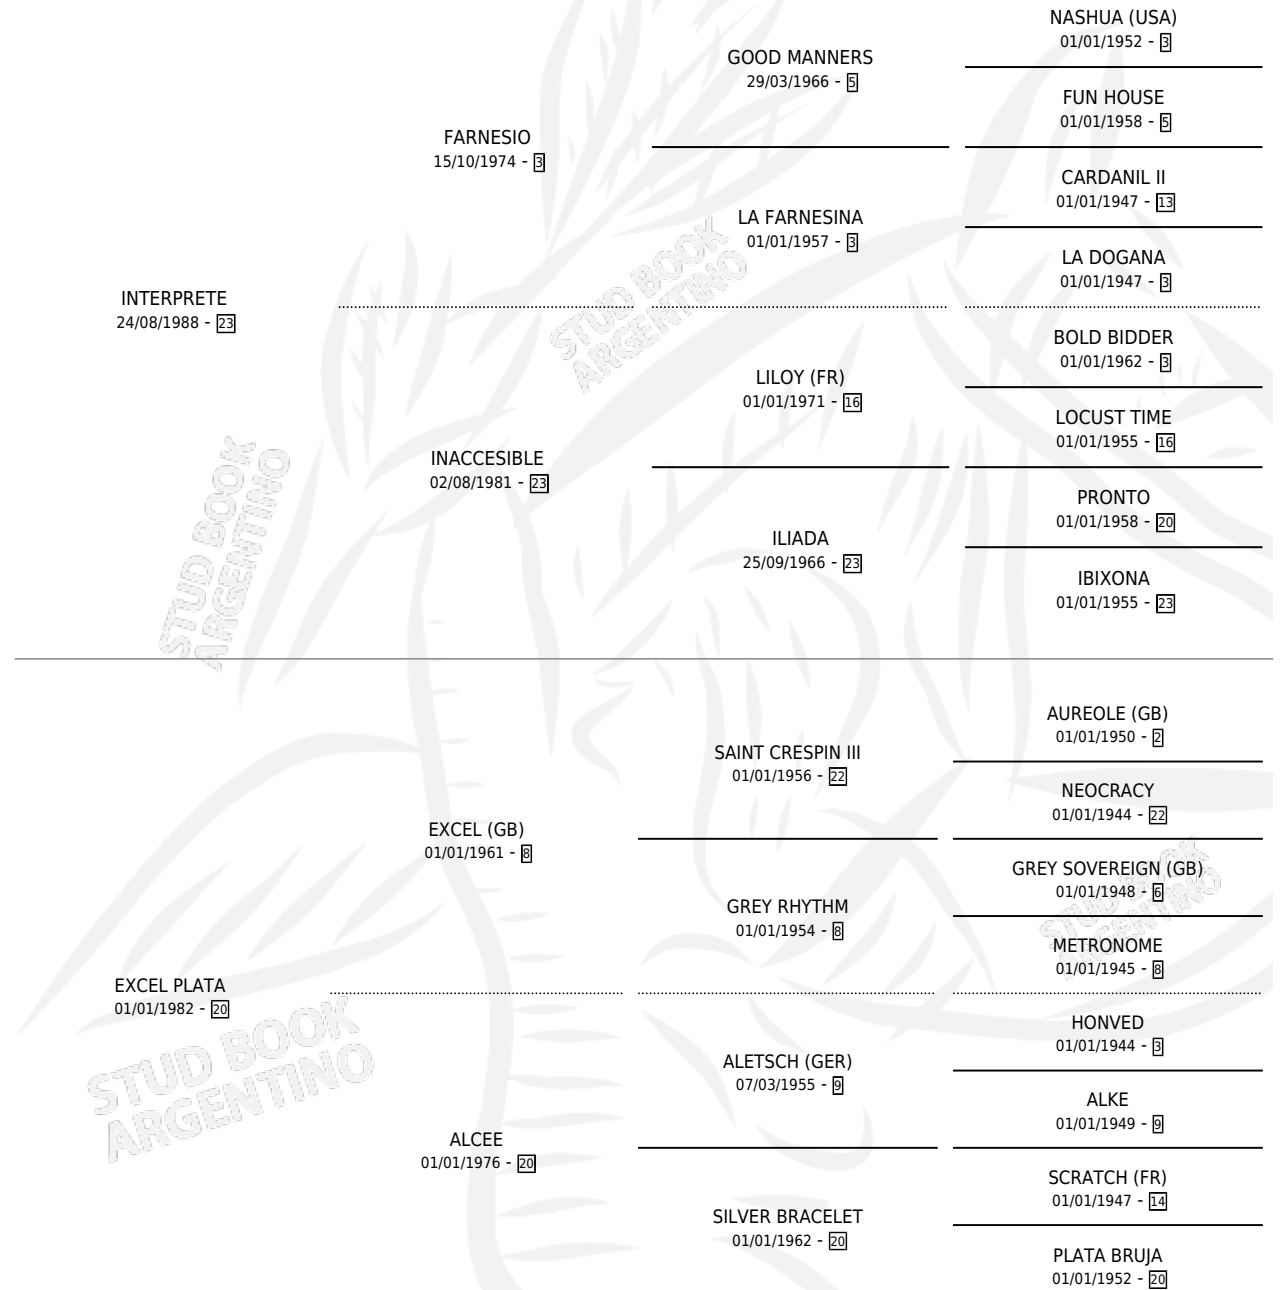 NASHUA (USA)
01/01/1952 - 3
GOOD MANNERS
29/03/1966 - 5
FUN HOUSE
01/01/1958 - 5
FARNESIO
15/10/1974 - 3
CARDANIL II
01/01/1947 - 13
LA FARNESINA
01/01/1957 - 3
LA DOGANA
01/01/1947 - 3
INTERPRETE
24/08/1988 - 23
BOLD BIDDER
01/01/1962 - 3
LILOY (FR)
01/01/1971 - 16
LOCUST TIME
01/01/1955 - 16
INACCESIBLE
02/08/1981 - 23
PRONTO
01/01/1958 - 20
ILIADA
25/09/1966 - 23
IBIXONA
01/01/1955 - 23
STUD BOOK
ARGENTINO
STUD BOOK
ARGENTINO
AUREOLE (GB)
01/01/1950 - 2
SAINT CRESPIN III
01/01/1956 - 22
NEOCRACY
01/01/1944 - 22
EXCEL (GB)
01/01/1961 - 8
GREY SOVEREIGN (GB)
01/01/1948 - 6
GREY RHYTHM
01/01/1954 - 8
METRONOME
01/01/1945 - 8
STUD BOOK
ARGENTINO
EXCEL PLATA
01/01/1982 - 20
HONVED
01/01/1944 - 3
ALETSCH (GER)
07/03/1955 - 9
ALKE
01/01/1949 - 9
ALCEE
01/01/1976 - 20
SCRATCH (FR)
01/01/1947 - 14
SILVER BRACELET
01/01/1962 - 20
PLATA BRUJA
01/01/1952 - 20
STUD BOOK
ARGENTINO